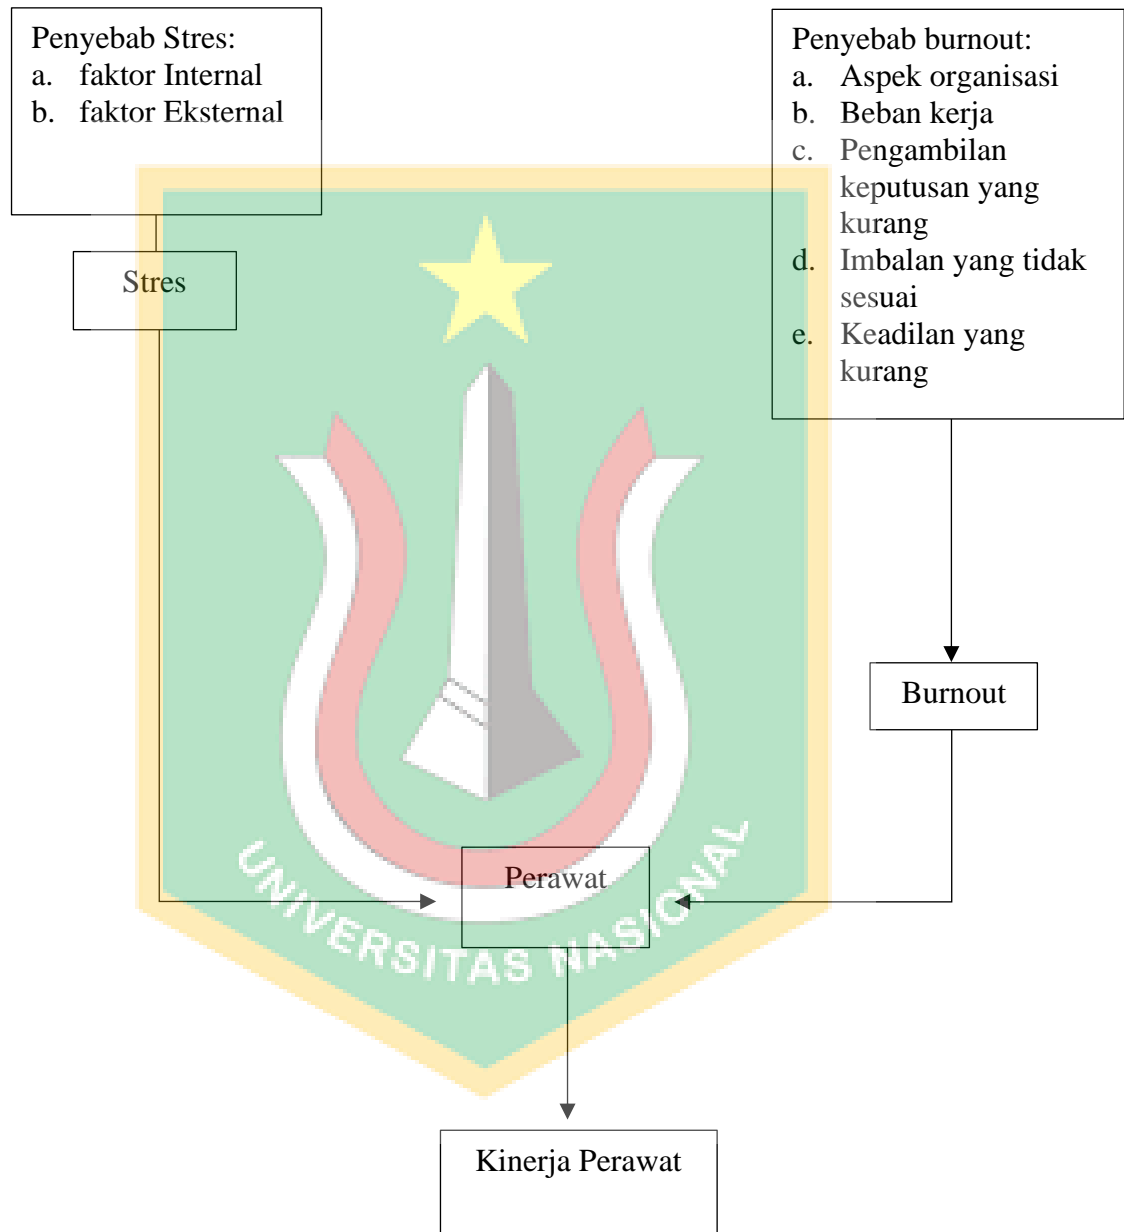 Penyebab Stres:
a. faktor Internal
b. faktor Eksternal
Penyebab burnout:
a. Aspek organisasi
b. Beban kerja
c. Pengambilan
keputusan yang
kurang
d. Imbalan yang tidak
sesuai
e. Keadilan yang
kurang
Stres
Burnout
Perawat
UNIVERSITAS NASIONAL
Kinerja Perawat